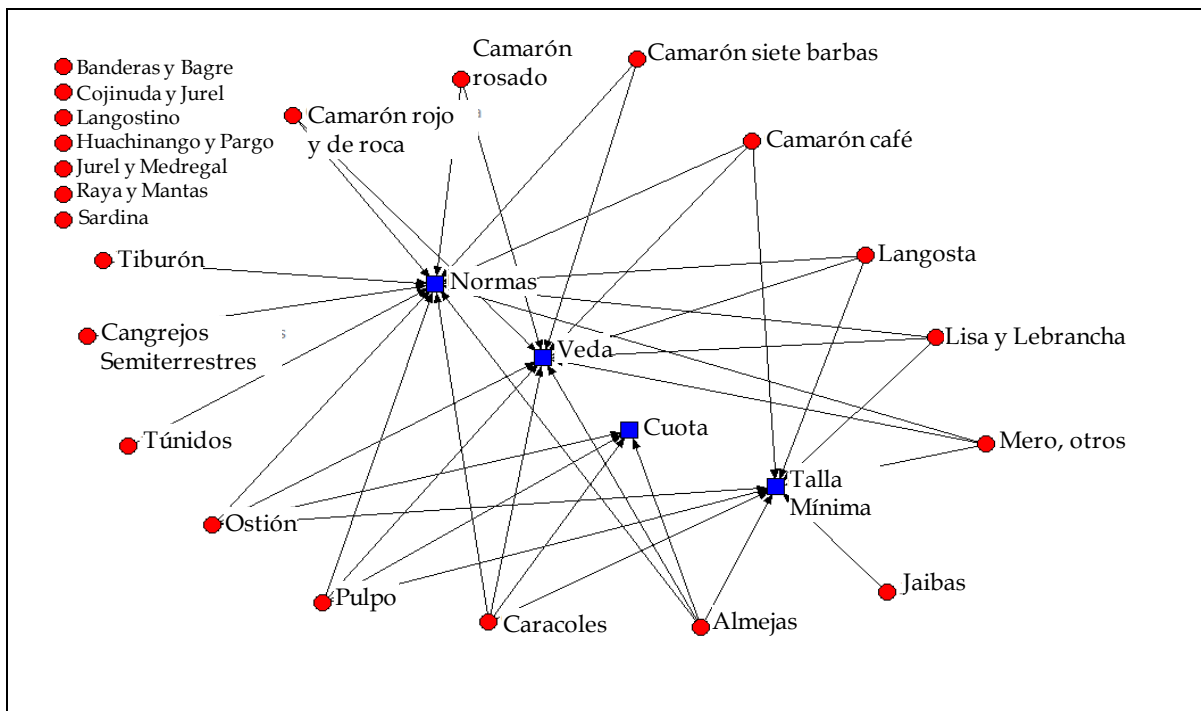 Banderas y Bagre
Cojinuda y Jurel
Langostino
Huachinango y Pargo
Jurel y Medregal
Raya y Mantas
Sardina
Camarón
rosado
Camarón siete barbas
Camarón rojo
y de roca
Camarón café
Tiburón
Langosta
Normas
Cangrejos
Semiterrestres
Veda
Lisa y Lebrancha
Túnidos
Cuota
Mero, otros
Talla
Mínima
Ostión
Pulpo
Caracoles
Almejas
Jaibas